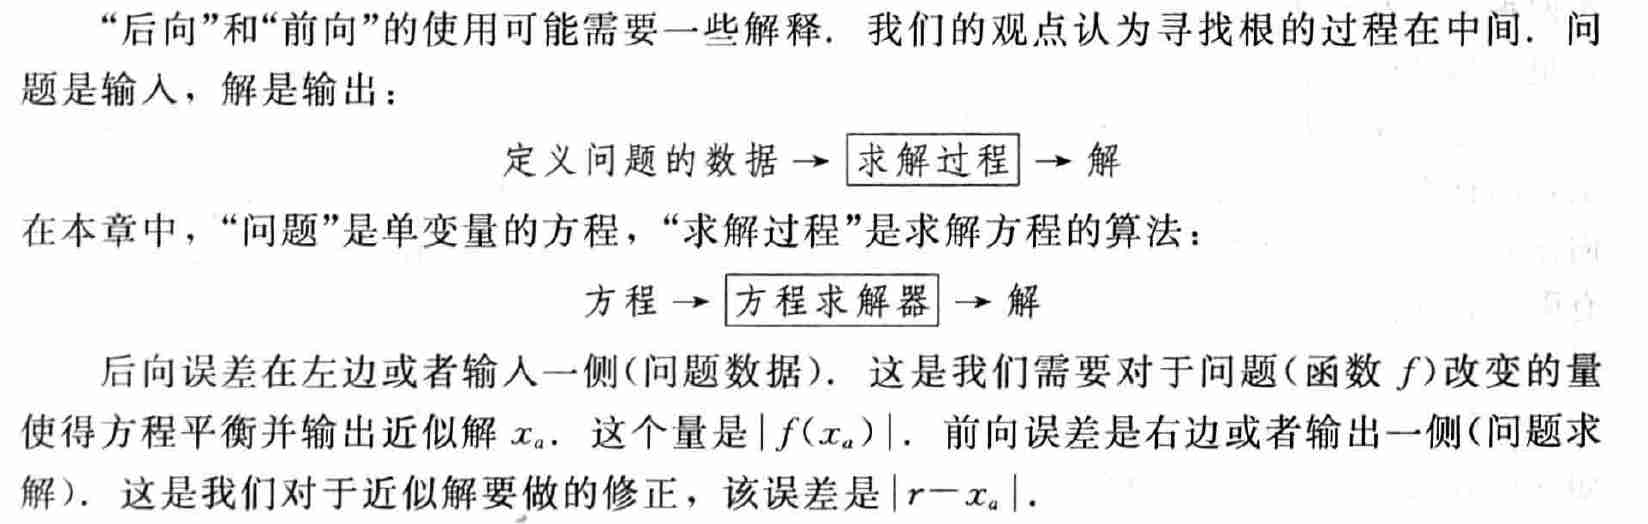 “后向”和“前向”的使用可能需要一些解释. 我们的观点认为寻找根的过程在中间. 问
题是输入，解是输出：
定义问题的数据 → 求解过程 → 解
在本章中，“问题”是单变量的方程，“求解过程”是求解方程的算法：
方程 → 方程求解器 → 解
后向误差在左边或者输入一侧(问题数据). 这是我们需要对于问题(函数 f)改变的量
使得方程平衡并输出近似解 xₐ. 这个量是|f(xₐ)|. 前向误差是右边或者输出一侧(问题求
解). 这是我们对于近似解要做的修正，该误差是|r−xₐ|.